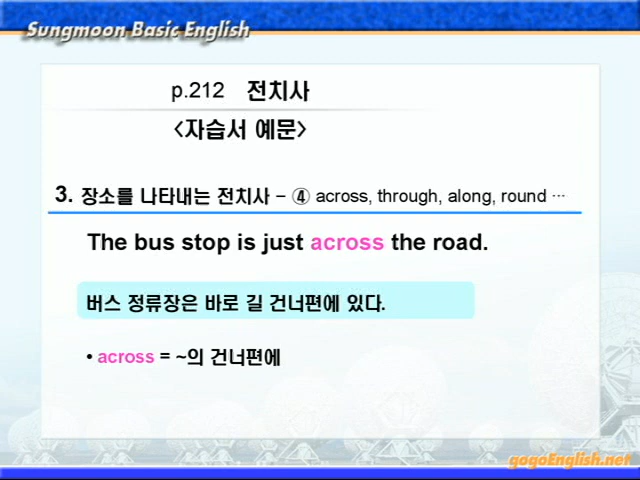 Sungmoon Basic English
p.212 전치사
<자습서 예문>
3. 장소를 나타내는 전치사 – ④ across, through, along, round ···
The bus stop is just across the road.
버스 정류장은 바로 길 건너편에 있다.
• across = ~의 건너편에
gogoEnglish.net